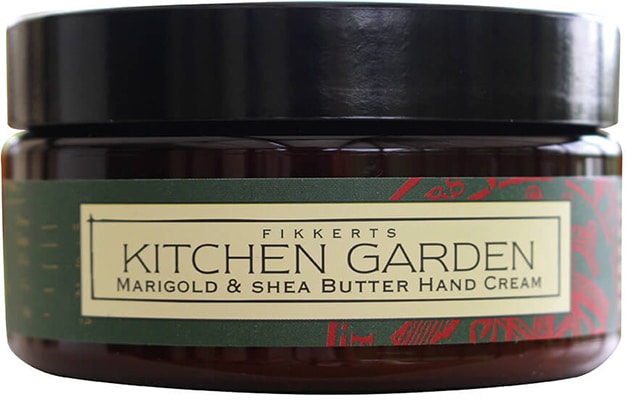 FIKKERTS
KITCHEN GARDEN
MARIGOLD & SHEA BUTTER HAND CREAM